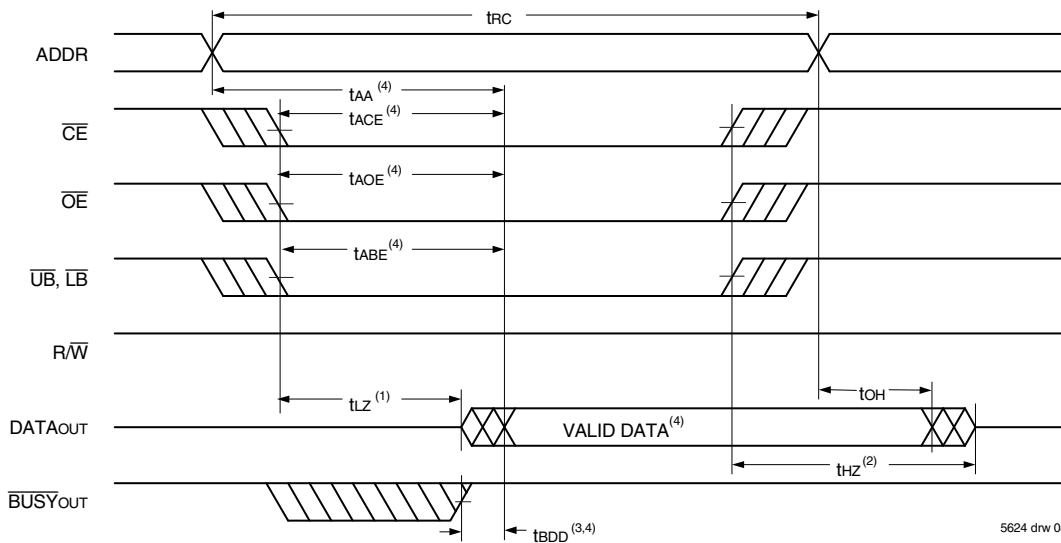 tRC
ADDR
tAA (4)
tACE (4)
CE
tAOE (4)
OE
tABE (4)
UB, LB
R/W
tOH
tLZ (1)
DATAOUT
VALID DATA(4)
tHZ (2)
BUSYOUT
tBDD (3,4)
5624 drw 0